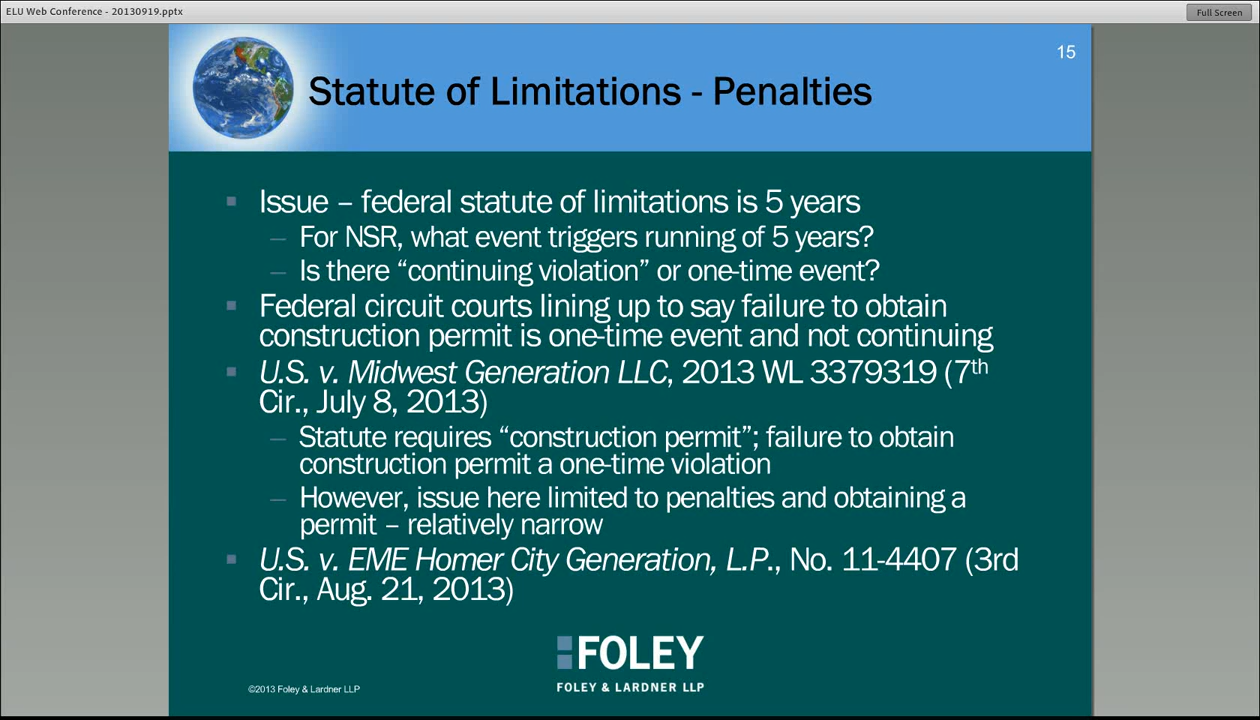 ELU Web Conference - 20130919.pptx
Full Screen
15
Statute of Limitations - Penalties
Issue – federal statute of limitations is 5 years
– For NSR, what event triggers running of 5 years?
– Is there “continuing violation” or one-time event?
Federal circuit courts lining up to say failure to obtain
construction permit is one-time event and not continuing
U.S. v. Midwest Generation LLC, 2013 WL 3379319 (7th
Cir., July 8, 2013)
– Statute requires “construction permit”; failure to obtain
construction permit a one-time violation
– However, issue here limited to penalties and obtaining a
permit – relatively narrow
U.S. v. EME Homer City Generation, L.P., No. 11-4407 (3rd
Cir., Aug. 21, 2013)
FOLEY
FOLEY & LARDNER LLP
©2013 Foley & Lardner LLP